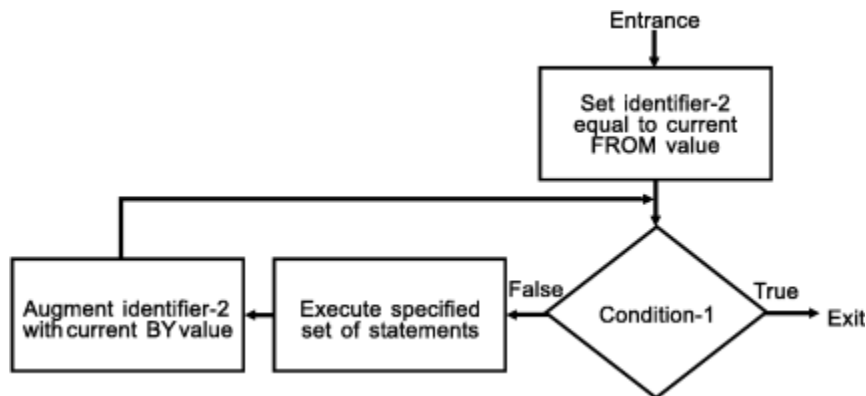 Entrance
Set identifier-2
equal to current
FROM value
False
True
Condition-1
Exit
Execute specified
set of statements
Augment identifier-2
with current BY value